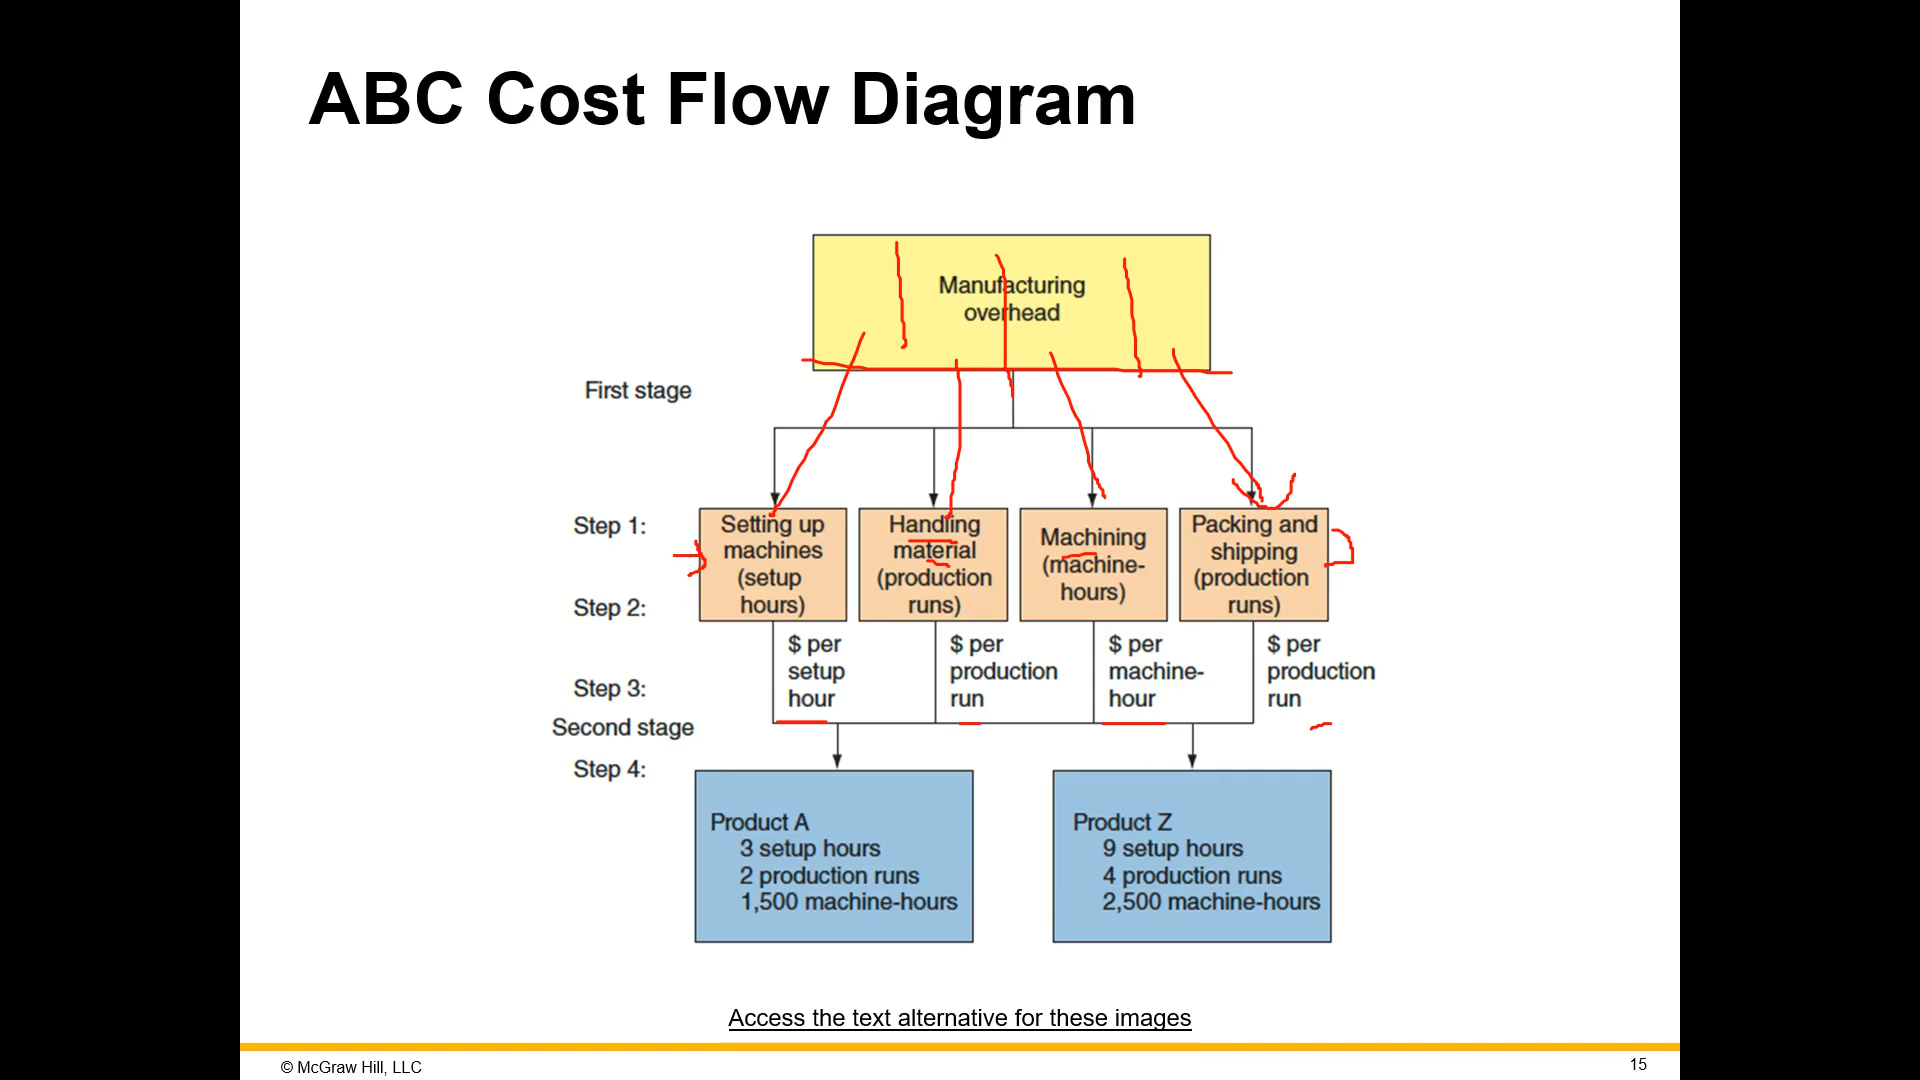 ABC Cost Flow Diagram
Manufacturing
overhead
First stage
Step 1:
Setting up
machines
(setup
hours)
Handling
material
(production
runs)
Machining
(machine-
hours)
Packing and
shipping
(production
runs)
Step 2:
$ per
setup
hour
$ per
production
run
$ per
machine-
hour
$ per
production
run
Step 3:
Second stage
Step 4:
Product A
3 setup hours
2 production runs
1,500 machine-hours
Product Z
9 setup hours
4 production runs
2,500 machine-hours
Access the text alternative for these images
© McGraw Hill, LLC
15